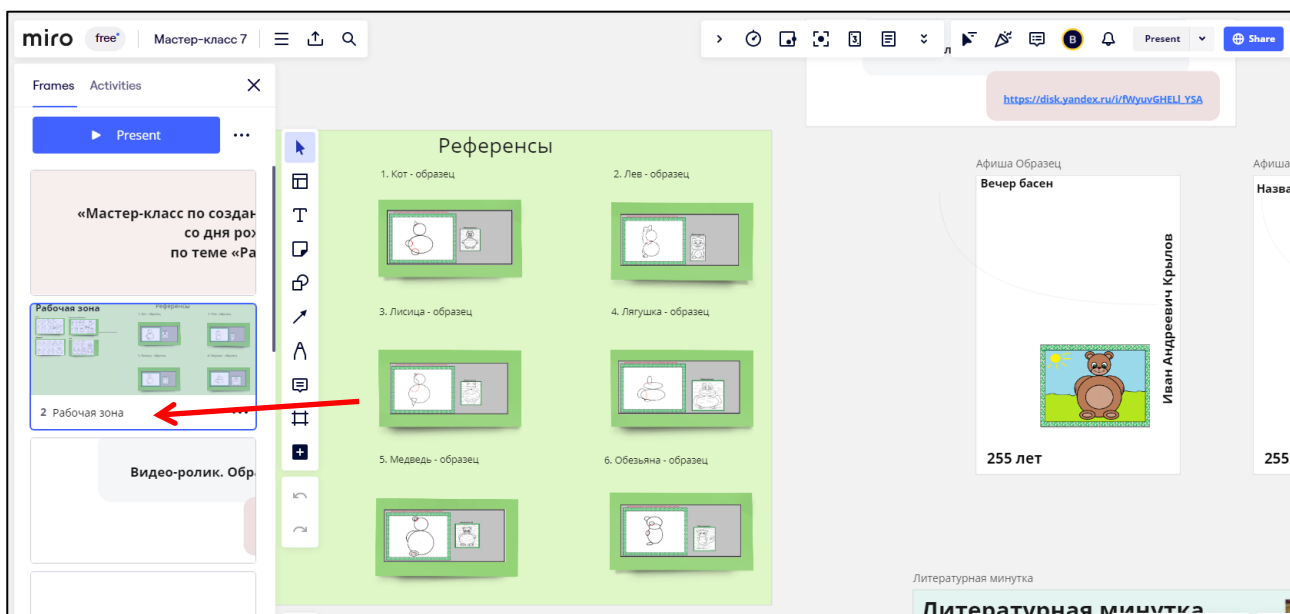 miro free* Мастер-класс 7
3
B
Present
Share
Frames Activities
Present
«Мастер-класс по создан
со дня рож
по теме «Ра
Рабочая зона
Референсы
2 Рабочая зона
Видео-ролик. Обр
Референсы
1. Кот - образец
2. Лев - образец
3. Лисица - образец
4. Лягушка - образец
5. Медведь - образец
6. Обезьяна - образец
https://disk.yandex.ru/i/fWyuvGHELl_YSA
Афиша Образец
Вечер басен
Иван Андреевич Крылов
255 лет
Афиша
Назва
255
Литературная минутка
Литературная минутка